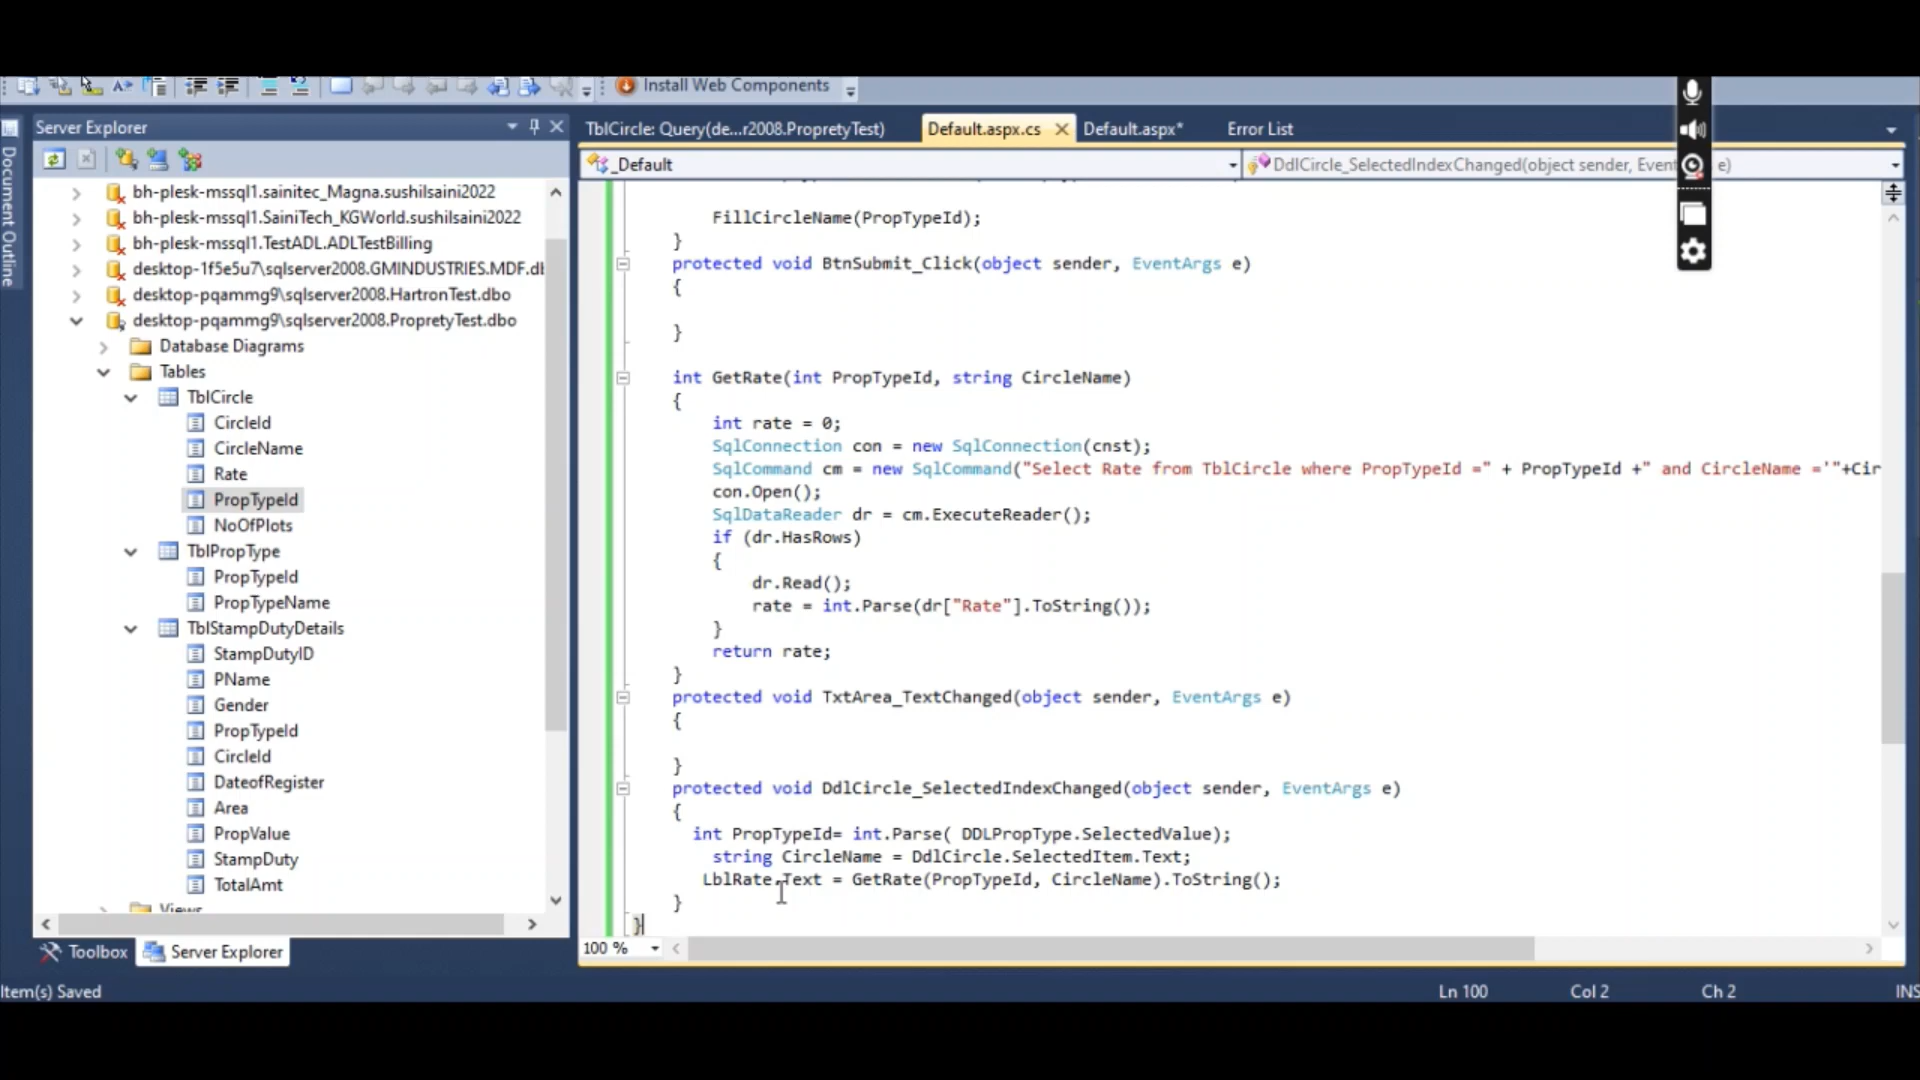 Install Web Components
Document Outline
Server Explorer
bh-plesk-mssql1.sainitec_Magna.sushilsaini2022
bh-plesk-mssql1.SainiTech_KGWorld.sushilsaini2022
bh-plesk-mssql1.TestADL.ADLTestBilling
desktop-1f5e5u7\sqlserver2008.GMINDUSTRIES.MDF.d
desktop-pqammg9\sqlserver2008.HartronTest.dbo
desktop-pqammg9\sqlserver2008.PropretyTest.dbo
Database Diagrams
Tables
TblCircle
CircleId
CircleName
Rate
PropTypeId
NoOfPlots
TblPropType
PropTypeId
PropTypeName
TblStampDutyDetails
StampDutyID
PName
Gender
PropTypeId
CircleId
DateofRegister
Area
PropValue
StampDuty
TotalAmt
Views
Toolbox
Server Explorer
TblCircle: Query(de...r2008.PropretyTest)
Default.aspx.cs
Default.aspx*
Error List
_Default
DdlCircle_SelectedIndexChanged(object sender, Event e)
FillCircleName(PropTypeId);
}
protected void BtnSubmit_Click(object sender, EventArgs e)
{
}
int GetRate(int PropTypeId, string CircleName)
{
int rate = 0;
SqlConnection con = new SqlConnection(cnst);
SqlCommand cm = new SqlCommand("Select Rate from TblCircle where PropTypeId =" + PropTypeId +" and CircleName ='"+Cir
con.Open();
SqlDataReader dr = cm.ExecuteReader();
if (dr.HasRows)
{
dr.Read();
rate = int.Parse(dr["Rate"].ToString());
}
return rate;
}
protected void TxtArea_TextChanged(object sender, EventArgs e)
{
}
protected void DdlCircle_SelectedIndexChanged(object sender, EventArgs e)
{
int PropTypeId= int.Parse( DDLPropType.SelectedValue);
string CircleName = DdlCircle.SelectedItem.Text;
LblRate.Text = GetRate(PropTypeId, CircleName).ToString();
}
}
100 %
Item(s) Saved
Ln 100
Col 2
Ch 2
INS